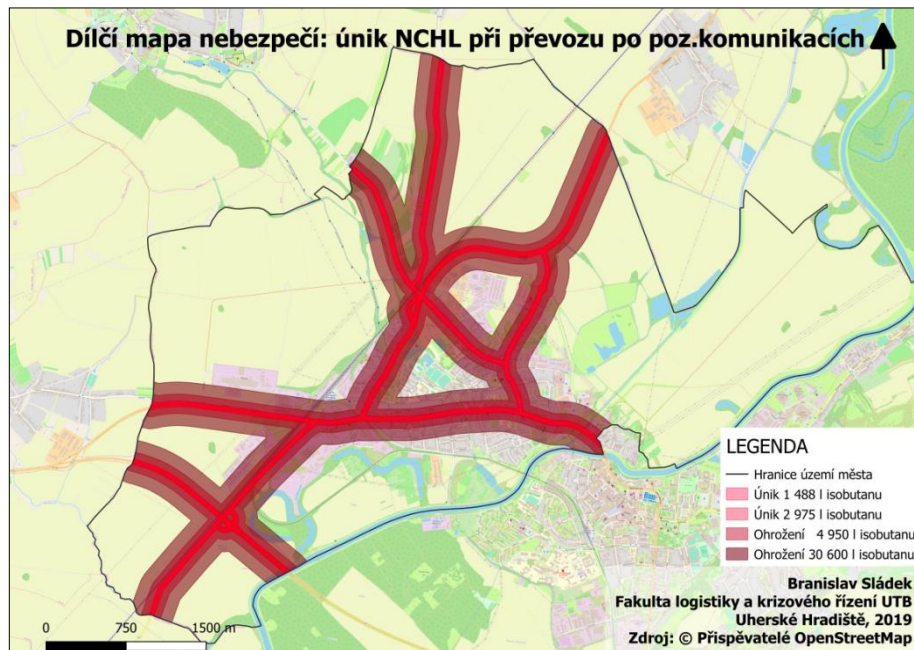 Dílčí mapa nebezpečí: únik NCHL při převozu po poz.komunikacích
LEGENDA
Hranice území města
Únik 1 488 l isobutanu
Únik 2 975 l isobutanu
Ohrožení 4 950 l isobutanu
Ohrožení 30 600 l isobutanu
Branislav Sládek
Fakulta logistiky a krizového řízení UTB
Uherské Hradiště, 2019
Zdroj: © Přispěvatelé OpenStreetMap
0 750 1500 m